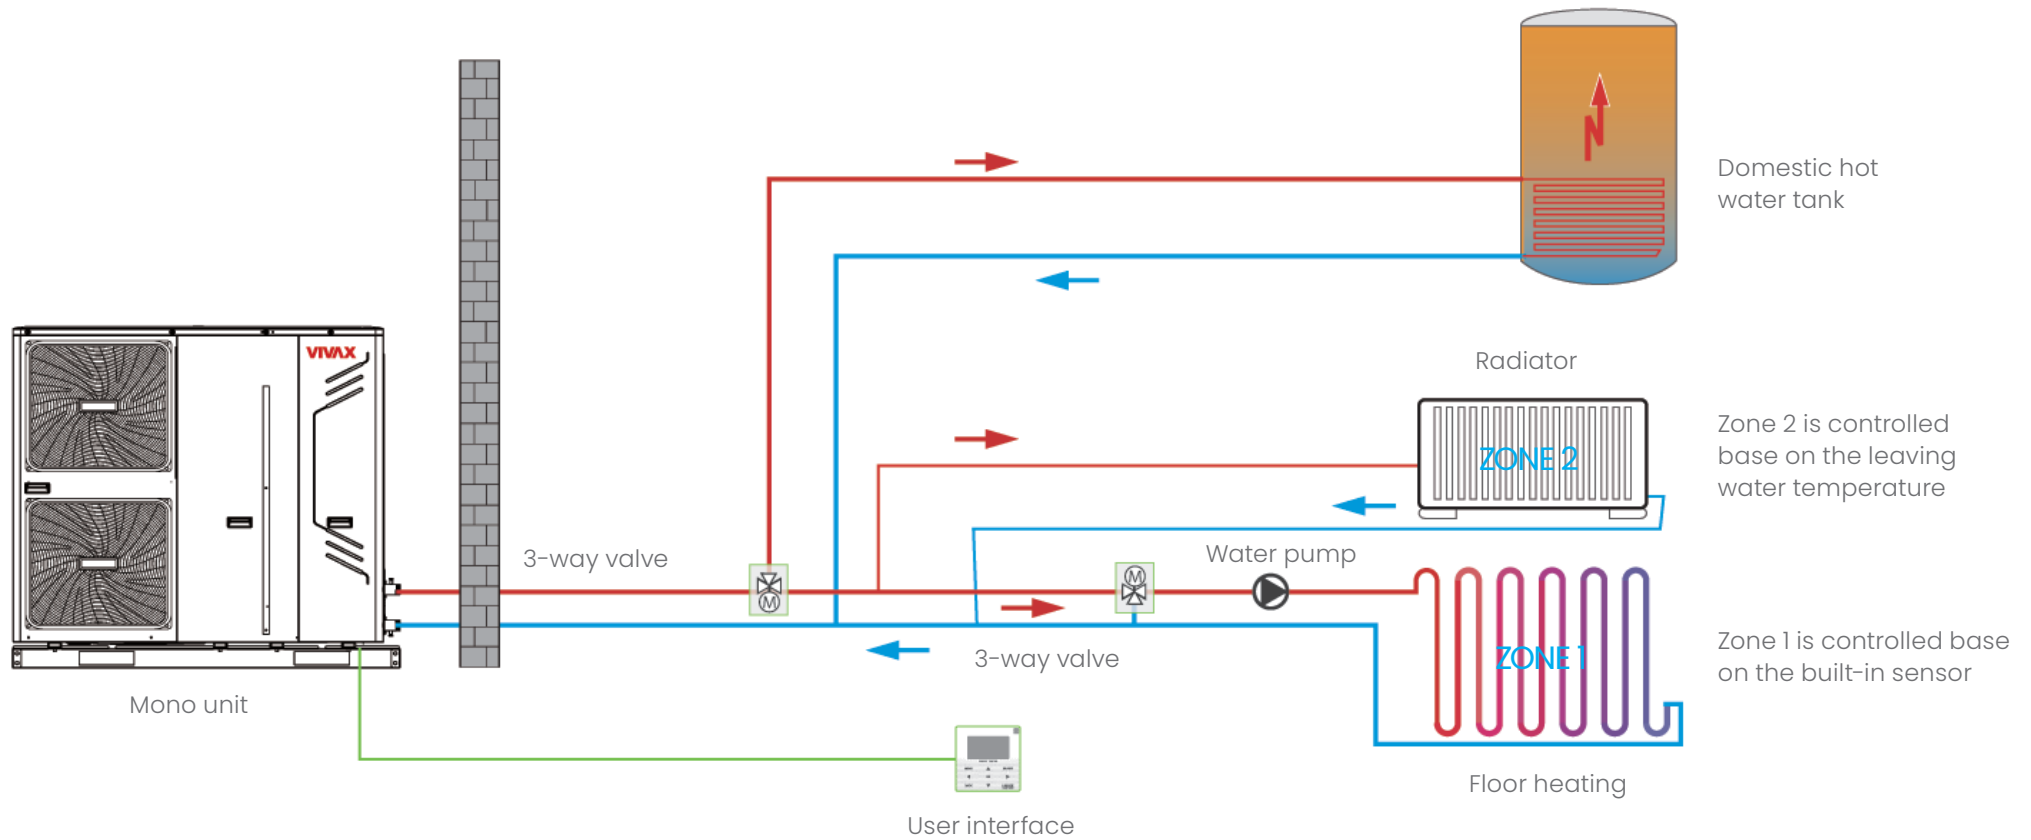 Domestic hot
water tank
VIVAX
Radiator
ZONE 2
Zone 2 is controlled
base on the leaving
water temperature
3-way valve
M
M
Water pump
3-way valve
ZONE 1
Zone 1 is controlled base
on the built-in sensor
Mono unit
Floor heating
User interface